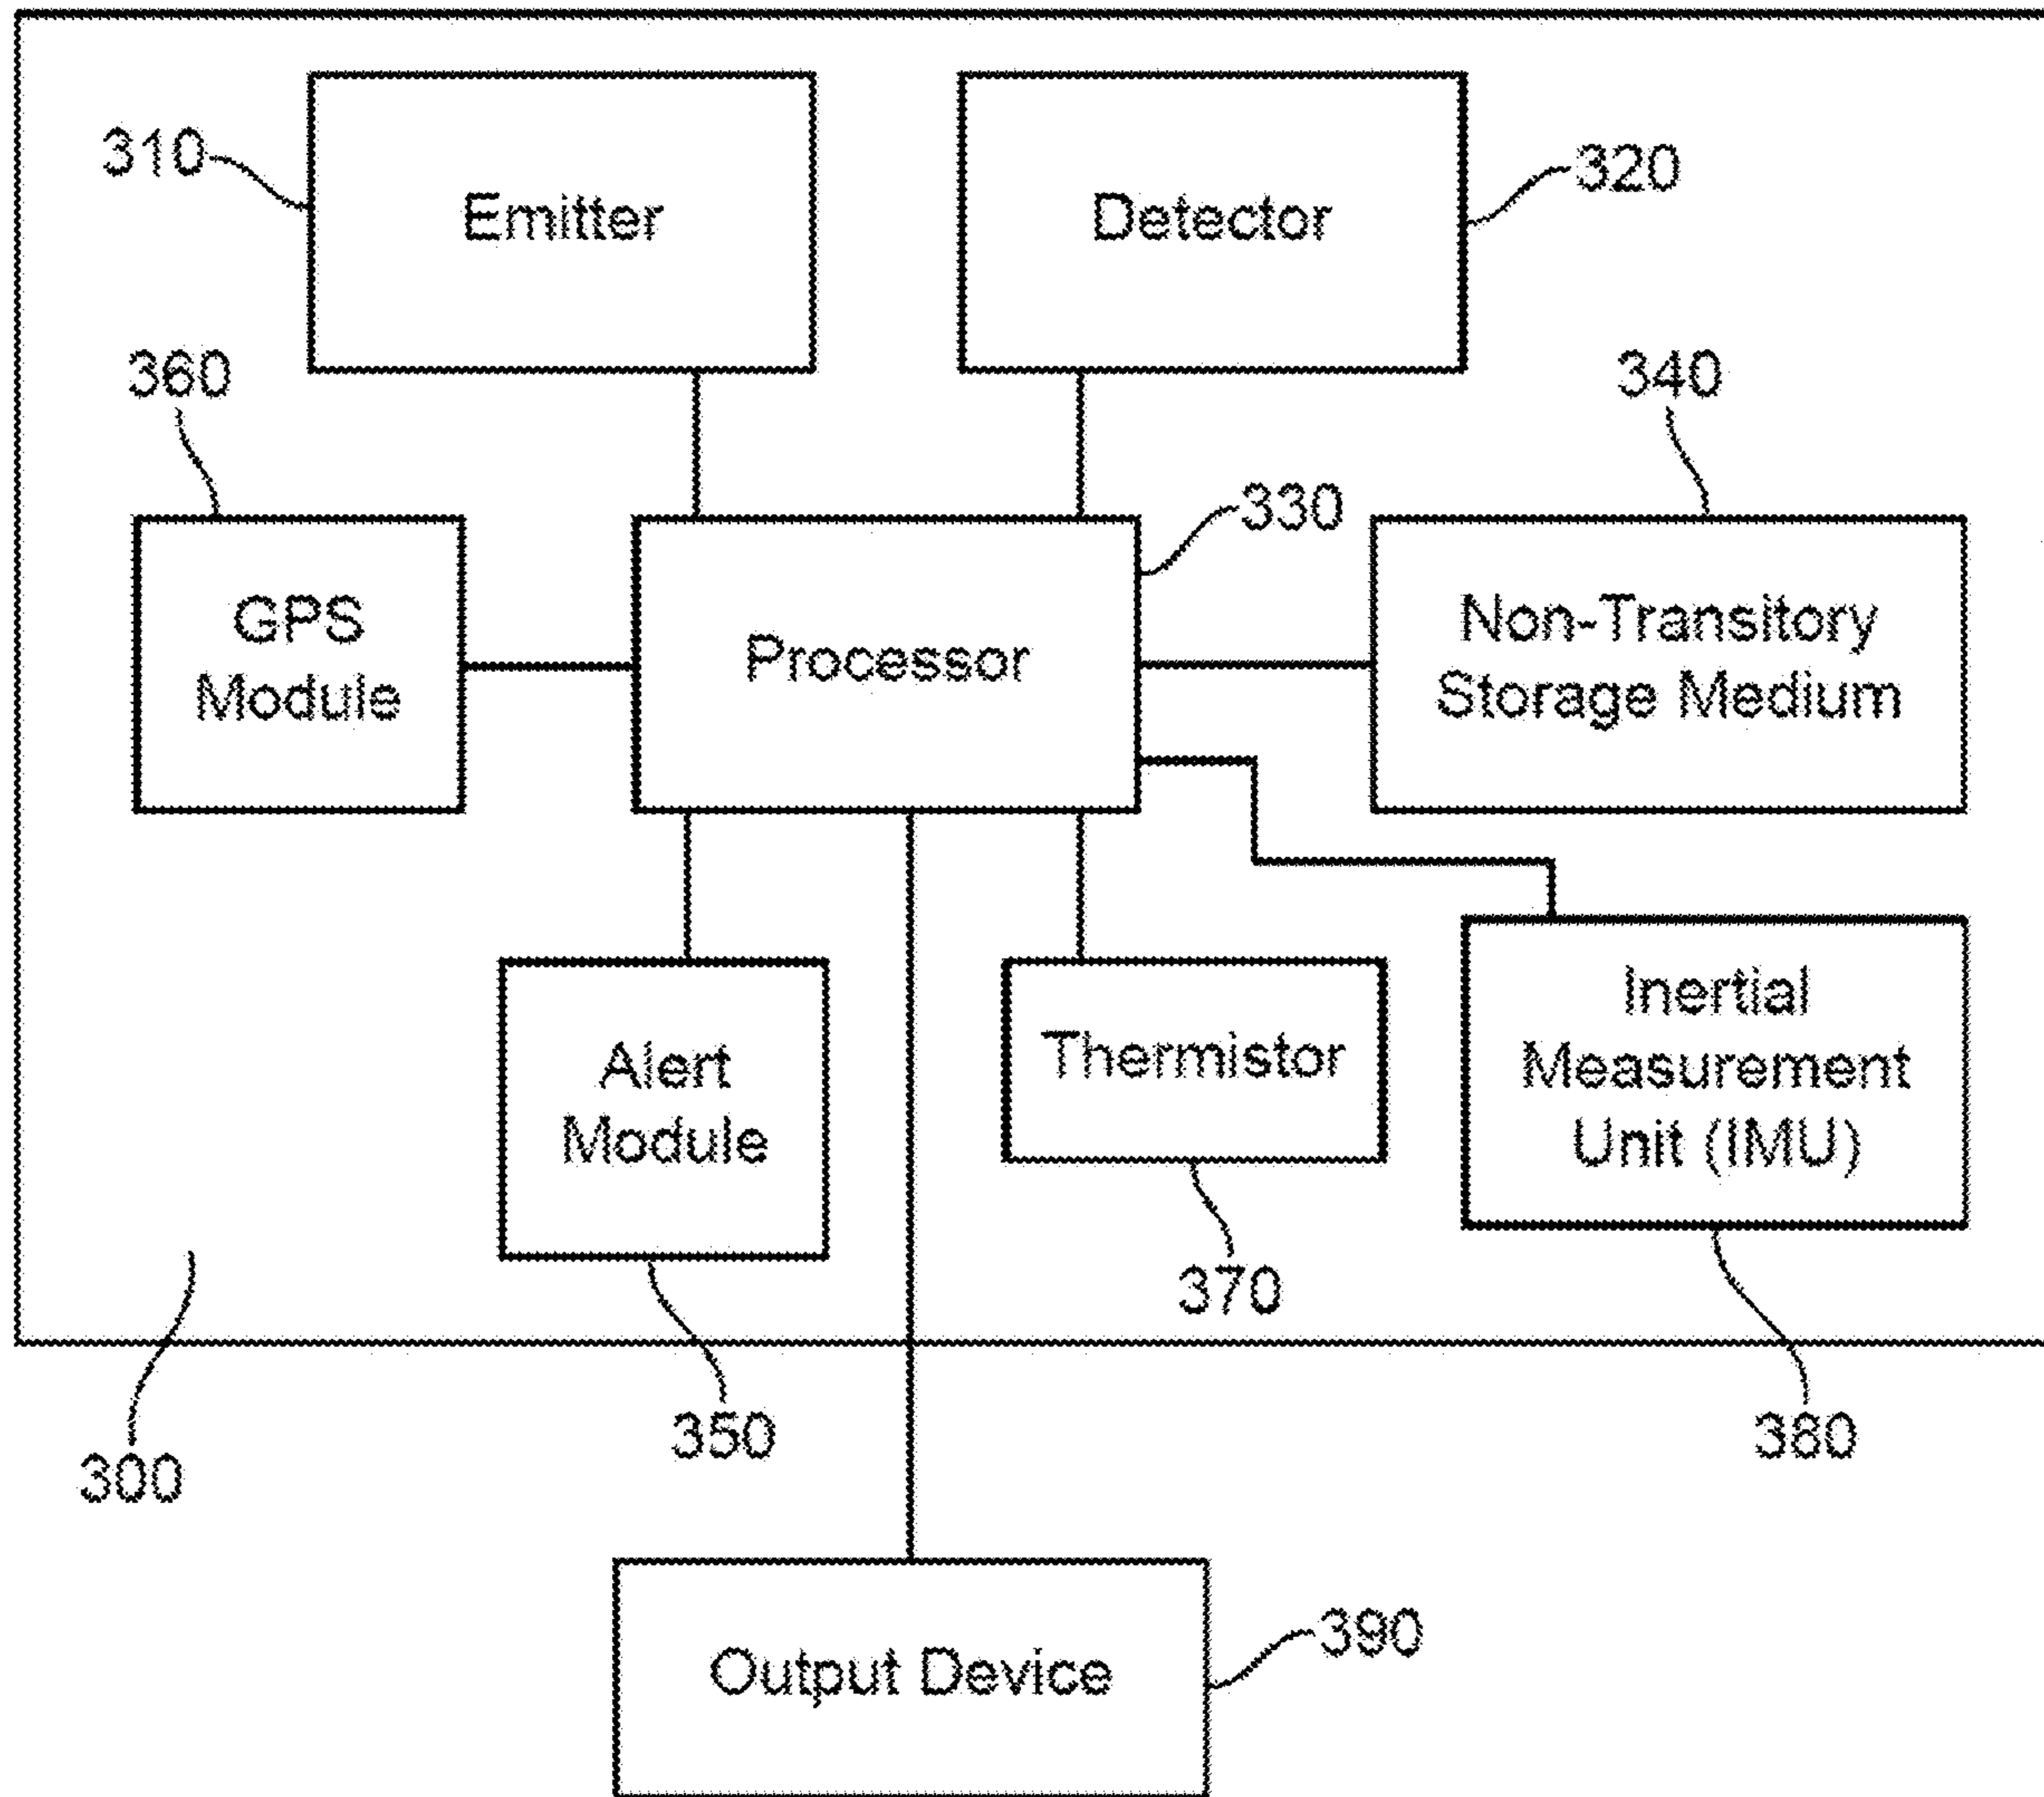 310
Emitter
Detector
320
360
340
330
GPS
Module
Processor
Non-Transitory
Storage Medium
Alert
Module
Thermistor
Inertial
Measurement
Unit (IMU)
370
350
380
300
Output Device
390